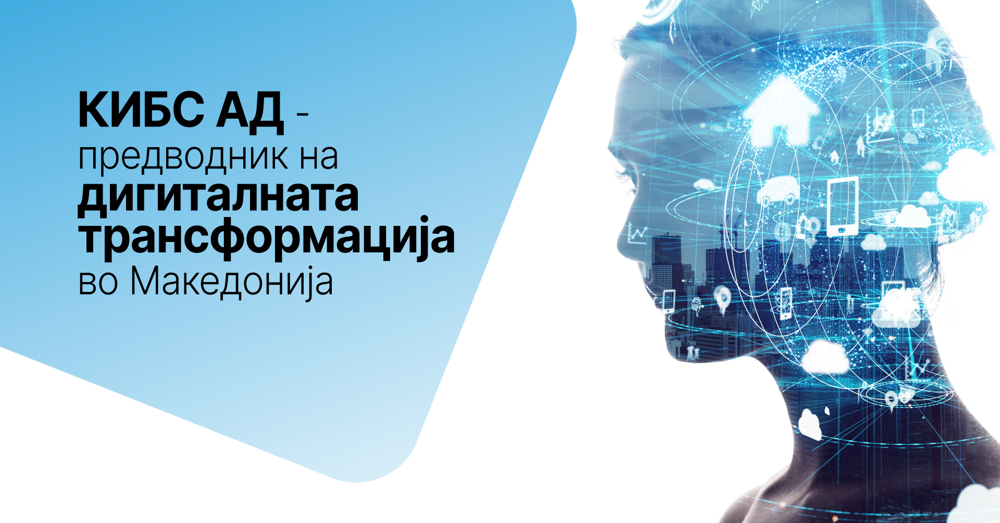 КИБС АД -
предводник на
дигиталната
трансформација
во Македонија